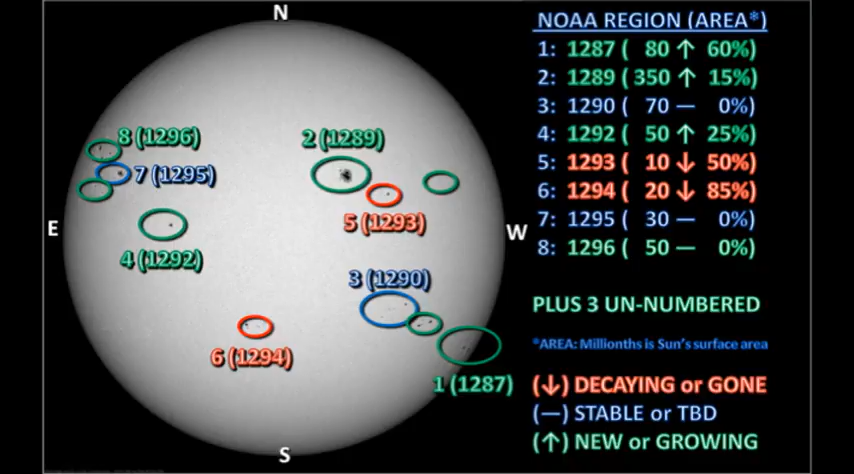 N
NOAA REGION (AREA*)
1: 1287 ( 80 ↑ 60%)
2: 1289 (350 ↑ 15%)
3: 1290 ( 70 — 0%)
4: 1292 ( 50 ↑ 25%)
5: 1293 ( 10 ↓ 50%)
6: 1294 ( 20 ↓ 85%)
7: 1295 ( 30 — 0%)
8: 1296 ( 50 — 0%)
PLUS 3 UN-NUMBERED
*AREA: Millionths is Sun's surface area
(↓) DECAYING or GONE
(—) STABLE or TBD
(↑) NEW or GROWING
8 (1296)
2 (1289)
7 (1295)
5 (1293)
E
W
4 (1292)
3 (1290)
6 (1294)
1 (1287)
S